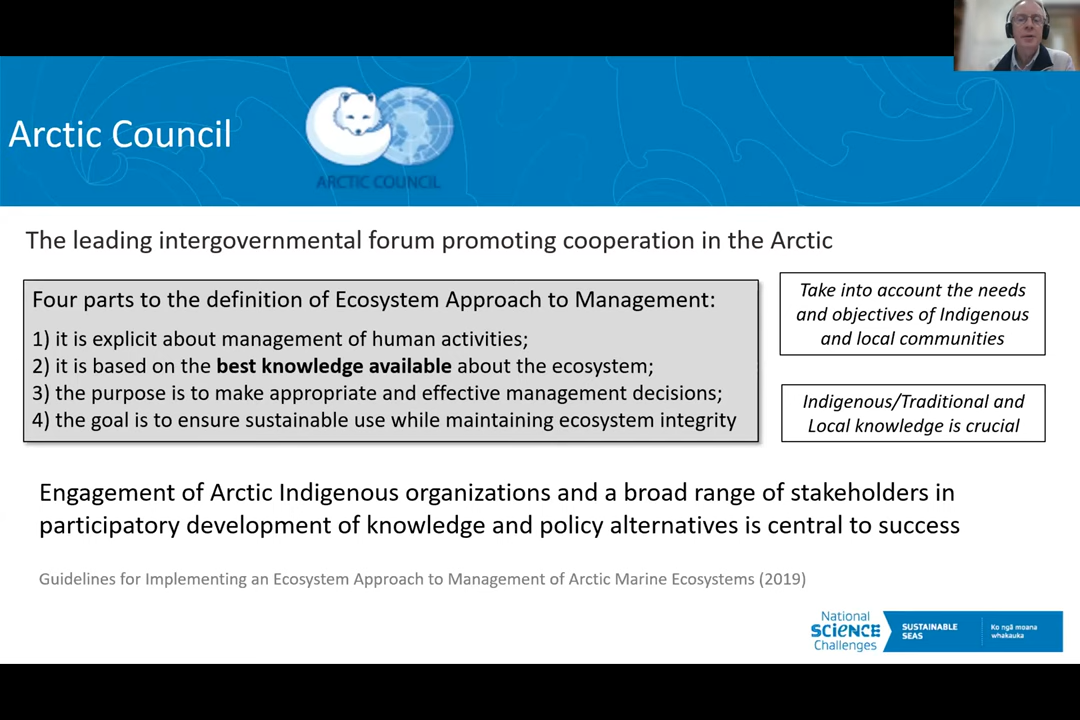 Arctic Council
ARCTIC COUNCIL
The leading intergovernmental forum promoting cooperation in the Arctic
Four parts to the definition of Ecosystem Approach to Management:
1) it is explicit about management of human activities;
2) it is based on the best knowledge available about the ecosystem;
3) the purpose is to make appropriate and effective management decisions;
4) the goal is to ensure sustainable use while maintaining ecosystem integrity
Take into account the needs
and objectives of Indigenous
and local communities
Indigenous/Traditional and
Local knowledge is crucial
Engagement of Arctic Indigenous organizations and a broad range of stakeholders in
participatory development of knowledge and policy alternatives is central to success
Guidelines for Implementing an Ecosystem Approach to Management of Arctic Marine Ecosystems (2019)
National
SCIENCE
Challenges
SUSTAINABLE
SEAS
Ko ngā moana
whakauka